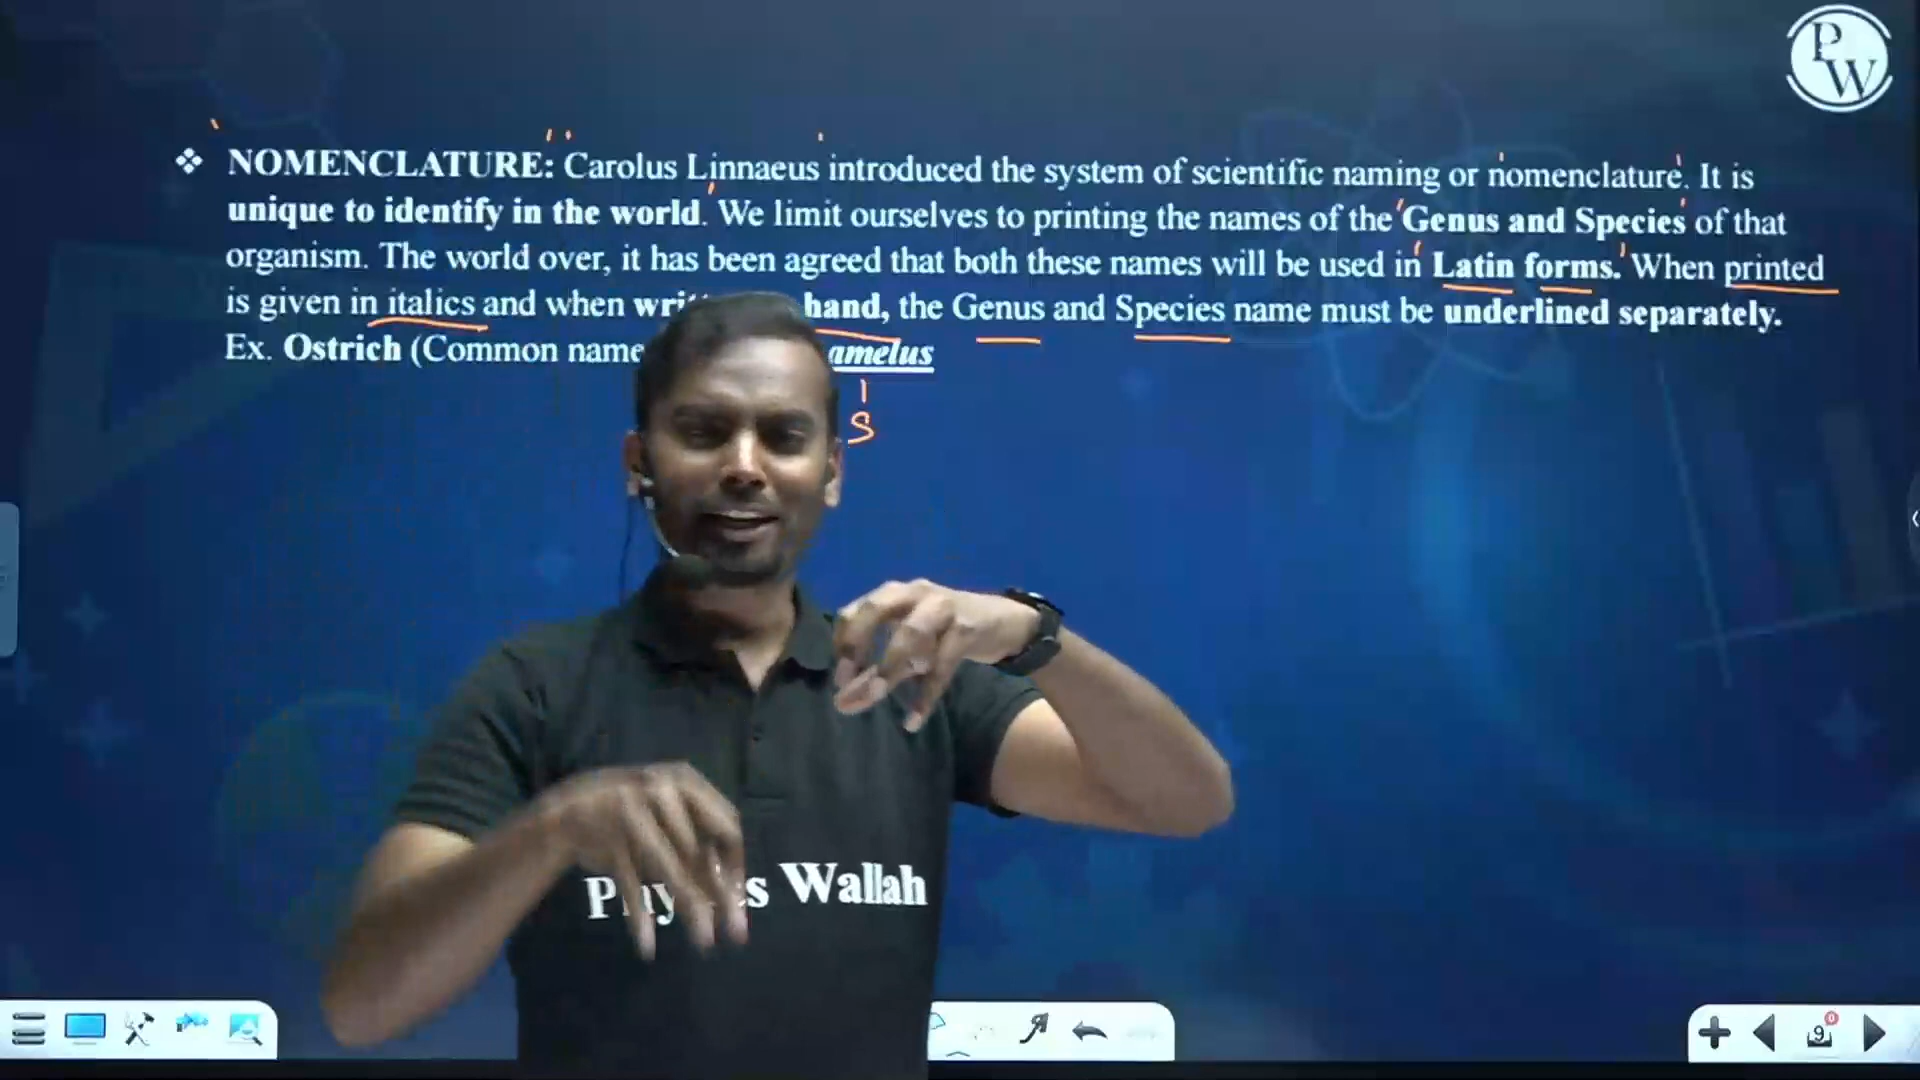 PW
❖ NOMENCLATURE: Carolus Linnaeus introduced the system of scientific naming or nomenclature. It is
unique to identify in the world. We limit ourselves to printing the names of the Genus and Species of that
organism. The world over, it has been agreed that both these names will be used in Latin forms. When printed
is given in italics and when hand, the Genus and Species name must be underlined separately.
Ex. Ostrich (Common name amelus
S
Wallah
9
0